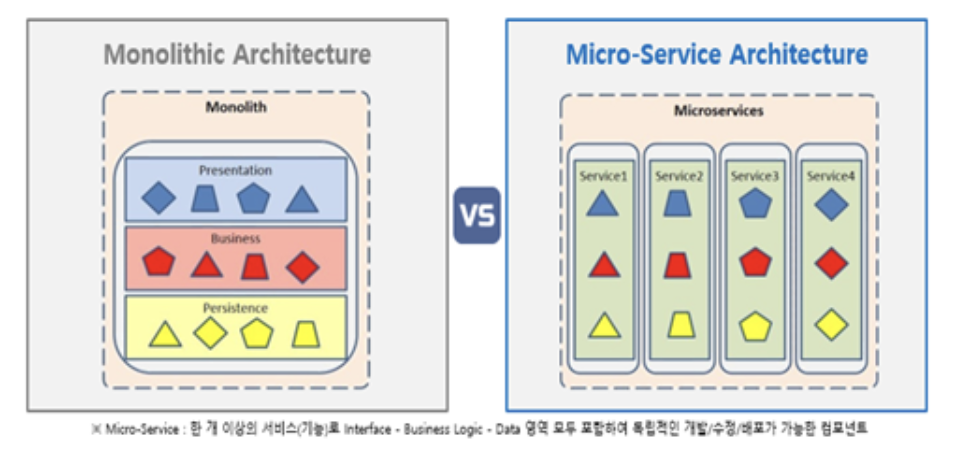 Monolithic Architecture
Monolith
Presentation
Business
Persistence
VS
Micro-Service Architecture
Microservices
Service1 Service2 Service3 Service4
※ Micro-Service : 한 개 이상의 서비스(기능)로 Interface - Business Logic - Data 영역 모두 포함하여 독립적인 개발/수정/배포가 가능한 컴포넌트